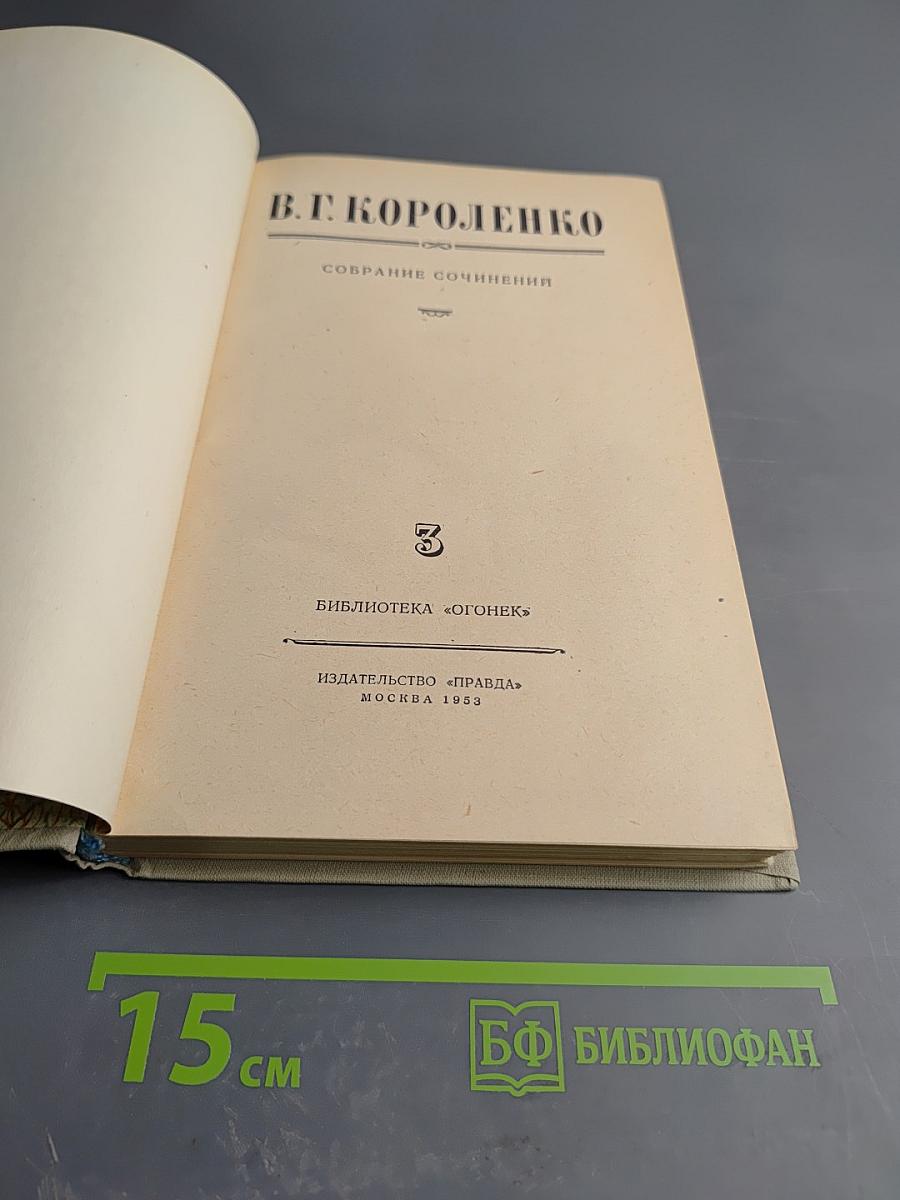 В. Г. КОРОЛЕНКО
СОБРАНИЕ СОЧИНЕНИЙ
3
БИБЛИОТЕКА «ОГОНЕК»
ИЗДАТЕЛЬСТВО «ПРАВДА»
МОСКВА 1953
15 см
БФ БИБЛИОФАН